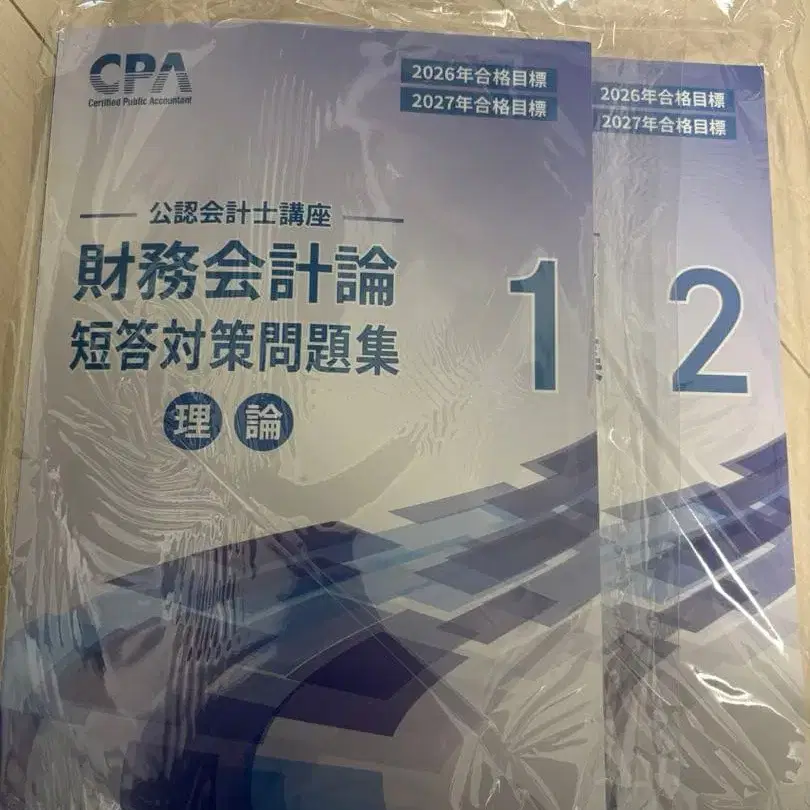 CPA
Certified Public Accountant
2026年合格目標
2027年合格目標
公認会計士講座
財務会計論
短答対策問題集
理論
1
2026年合格目標
2027年合格目標
2